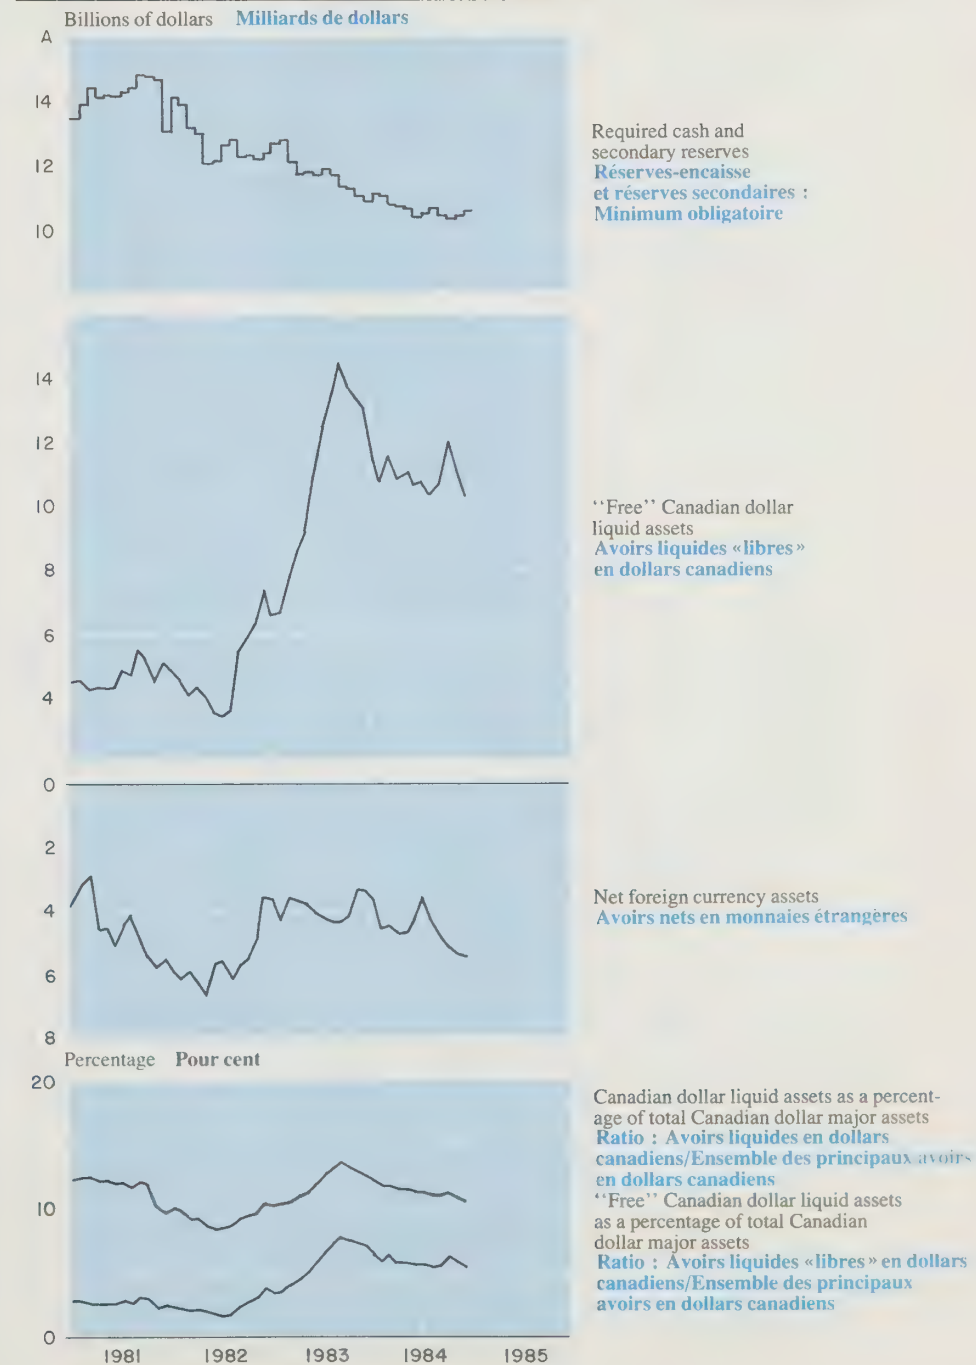 Billions of dollars Milliards de dollars
A
14
12
10
Required cash and
secondary reserves
Réserves-encaisse
et réserves secondaires :
Minimum obligatoire
14
12
10
8
6
4
"Free" Canadian dollar
liquid assets
Avoirs liquides «libres»
en dollars canadiens
0
2
4
6
8
Net foreign currency assets
Avoirs nets en monnaies étrangères
Percentage Pour cent
20
10
0
Canadian dollar liquid assets as a percent-
age of total Canadian dollar major assets
Ratio : Avoirs liquides en dollars
canadiens/Ensemble des principaux avoirs
en dollars canadiens
"Free" Canadian dollar liquid assets
as a percentage of total Canadian
dollar major assets
Ratio : Avoirs liquides «libres» en dollars
canadiens/Ensemble des principaux
avoirs en dollars canadiens
1981 1982 1983 1984 1985